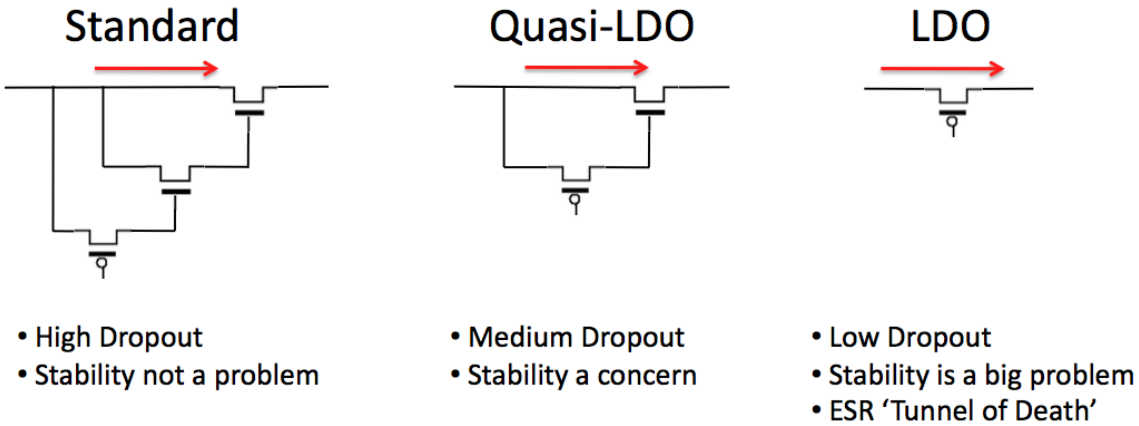 Standard
Quasi-LDO
LDO
• High Dropout
• Stability not a problem
• Medium Dropout
• Stability a concern
• Low Dropout
• Stability is a big problem
• ESR ‘Tunnel of Death’